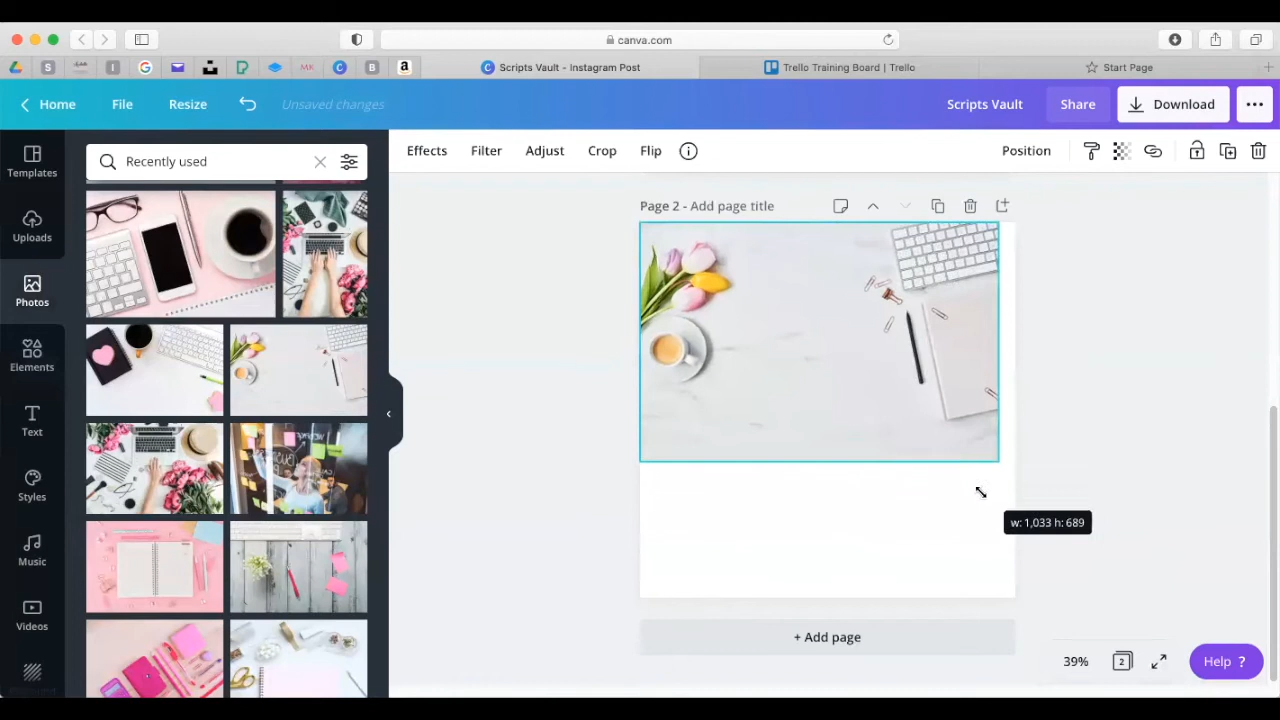 canva.com
S
I
MK
C
B
a
C Scripts Vault - Instagram Post
Trello Training Board | Trello
Start Page
Home
File
Resize
Unsaved changes
Scripts Vault
Share
Download
Templates
Recently used
Effects
Filter
Adjust
Crop
Flip
Position
Uploads
Page 2 - Add page title
Photos
Elements
Text
Styles
w: 1,033 h: 689
Music
Videos
+ Add page
39%
2
Help ?